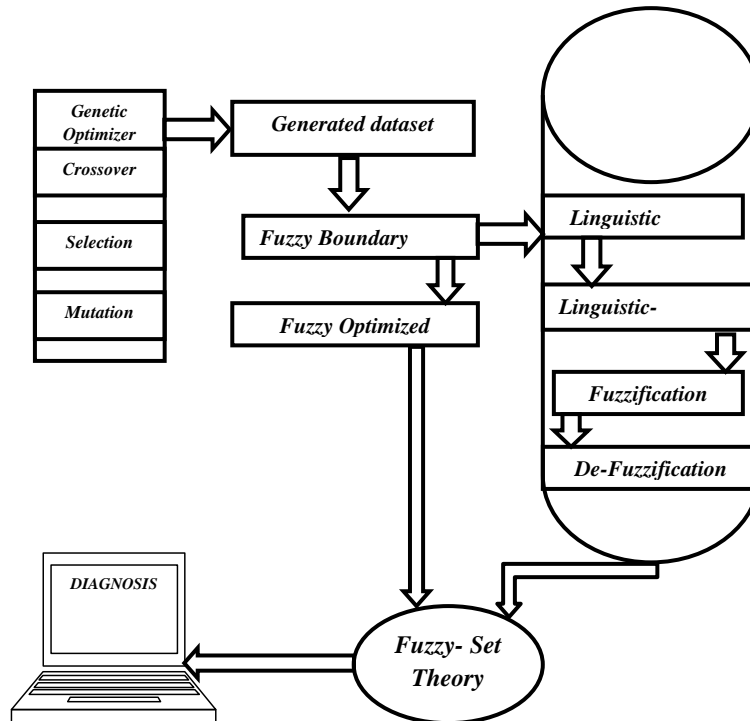 Genetic
Optimizer
Crossover
Selection
Mutation
Generated dataset
Fuzzy Boundary
Fuzzy Optimized
Linguistic
Linguistic-
Fuzzification
De-Fuzzification
DIAGNOSIS
Fuzzy- Set
Theory